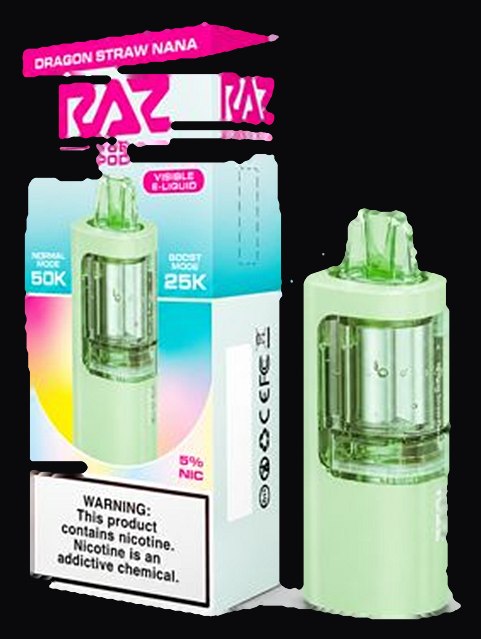 DRAGON STRAW NANA
RAZ
RAZ
POD
VISIBLE
E-LIQUID
NORMAL
MODE
50K
BOOST
MODE
25K
5%
NIC
WARNING:
This product
contains nicotine.
Nicotine is an
addictive chemical.